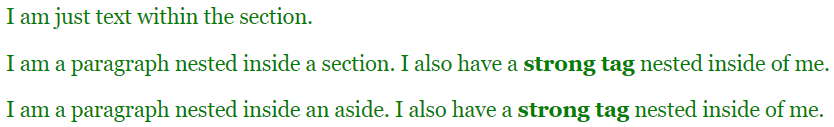 I am just text within the section.
I am a paragraph nested inside a section. I also have a strong tag nested inside of me.
I am a paragraph nested inside an aside. I also have a strong tag nested inside of me.